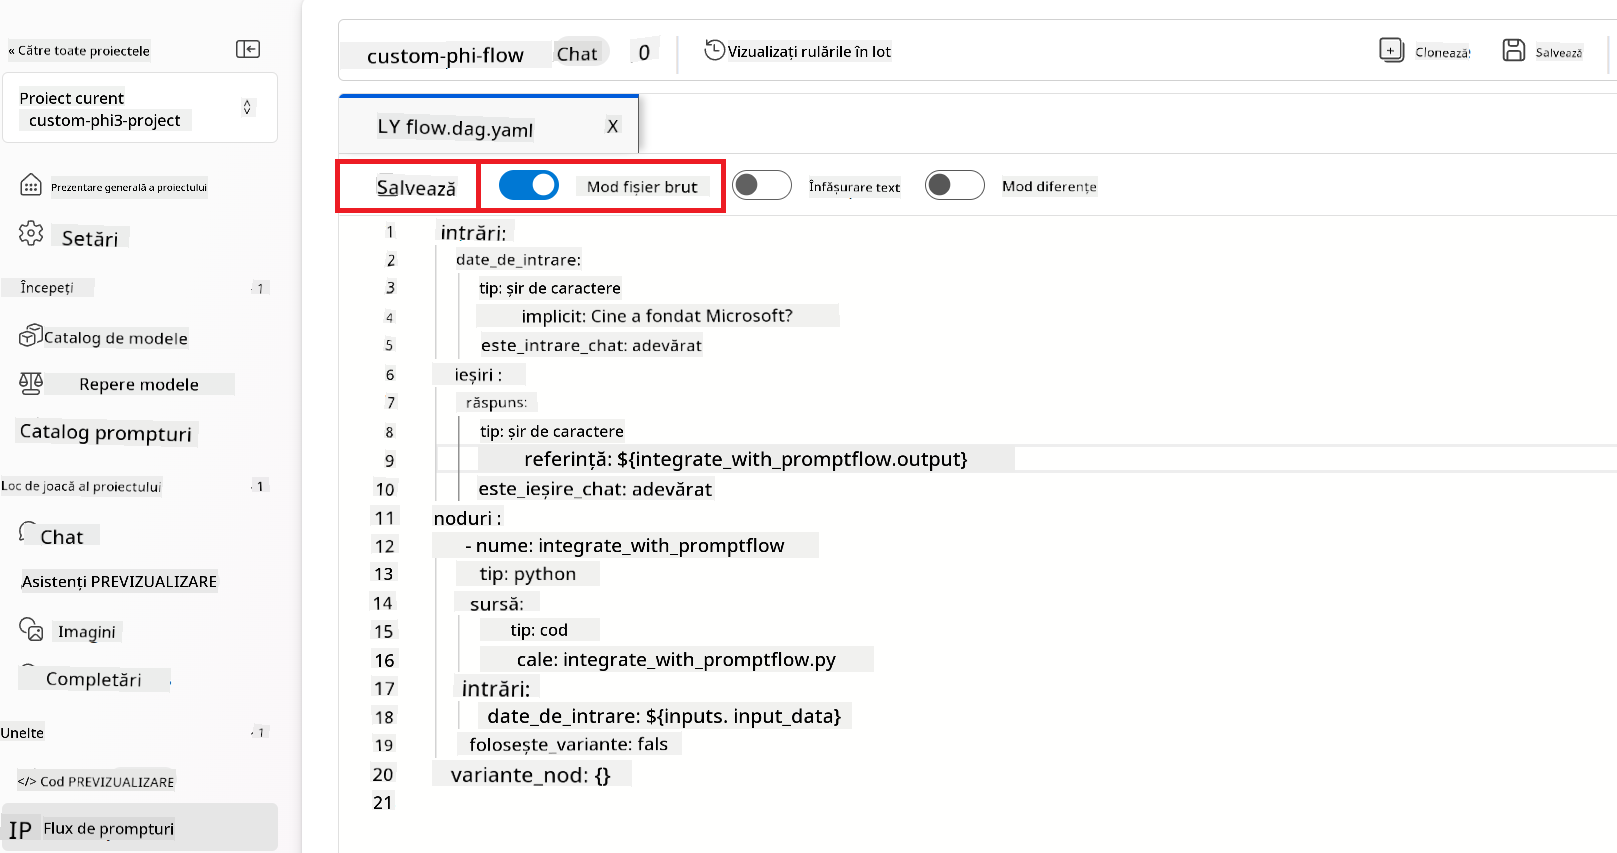 « Către toate proiectele
Proiect curent
custom-phi3-project
Prezentare generală a proiectului
Setări
Începeți
Catalog de modele
Repere modele
Catalog prompturi
Loc de joacă al proiectului
Chat
Asistenți PREVIZUALIZARE
Imagini
Completări
Unelte
</> Cod PREVIZUALIZARE
Flux de prompturi
custom-phi-flow Chat 0 Vizualizați rulările în lot Clonează Salvează
LY flow.dag.yaml X
Salvează Mod fișier brut Înfășurare text Mod diferențe
1 intrări:
2 date_de_intrare:
3 tip: șir de caractere
4 implicit: Cine a fondat Microsoft?
5 este_intrare_chat: adevărat
6 ieșiri :
7 răspuns:
8 tip: șir de caractere
9 referință: ${integrate_with_promptflow.output}
10 este_ieșire_chat: adevărat
11 noduri :
12 - nume: integrate_with_promptflow
13 tip: python
14 sursă:
15 tip: cod
16 cale: integrate_with_promptflow.py
17 intrări:
18 date_de_intrare: ${inputs. input_data}
19 folosește_variante: fals
20 variante_nod: {}
21